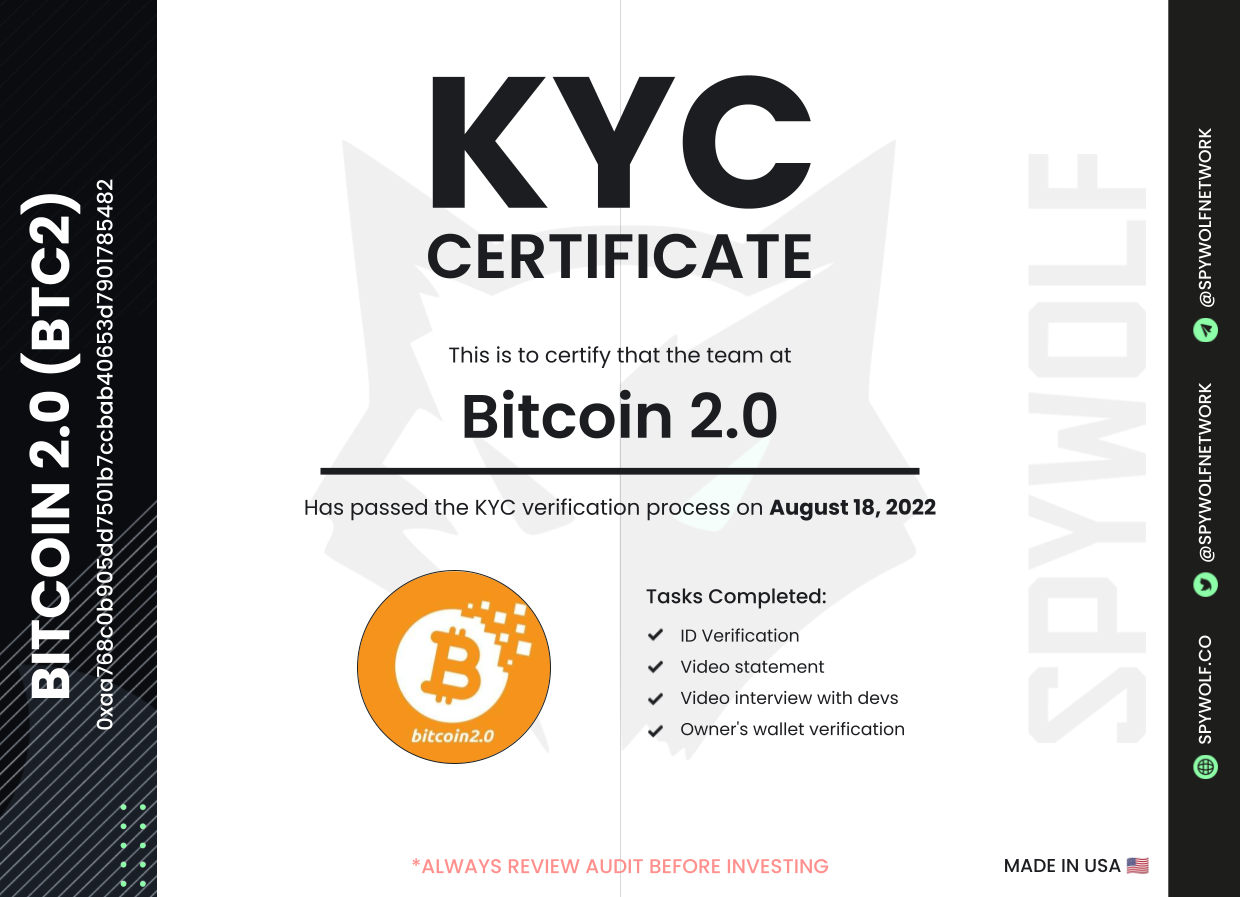 BITCOIN 2.0 (BTC2)
0xaa768c0b905dd7501b7ccbab40653d7901785482
KYC
CERTIFICATE
This is to certify that the team at
Bitcoin 2.0
Has passed the KYC verification process on August 18, 2022
bitcoin2.0
Tasks Completed:
ID Verification
Video statement
Video interview with devs
Owner's wallet verification
*ALWAYS REVIEW AUDIT BEFORE INVESTING
MADE IN USA 🇺🇸
SPYWOLF
SPYWOLF.CO
@SPYWOLFNETWORK
@SPYWOLFNETWORK